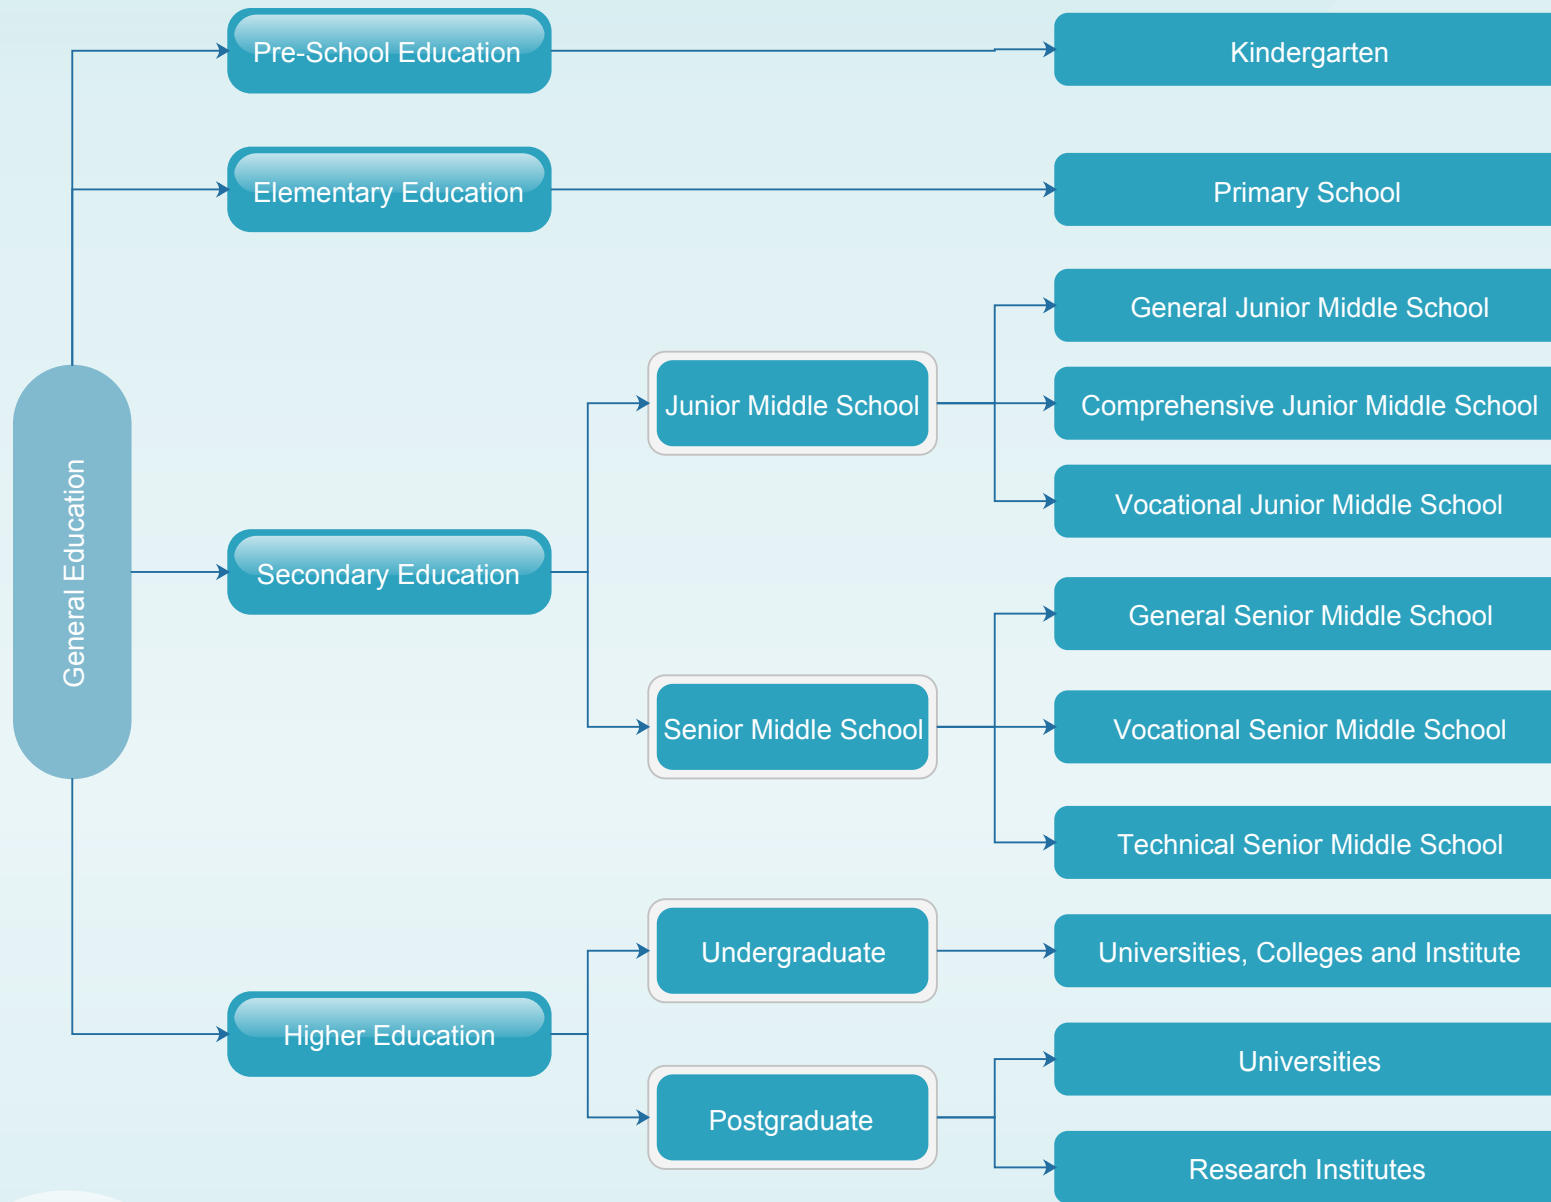 General Education
Pre-School Education
Kindergarten
Elementary Education
Primary School
Secondary Education
Junior Middle School
General Junior Middle School
Comprehensive Junior Middle School
Vocational Junior Middle School
Senior Middle School
General Senior Middle School
Vocational Senior Middle School
Technical Senior Middle School
Higher Education
Undergraduate
Universities, Colleges and Institute
Postgraduate
Universities
Research Institutes